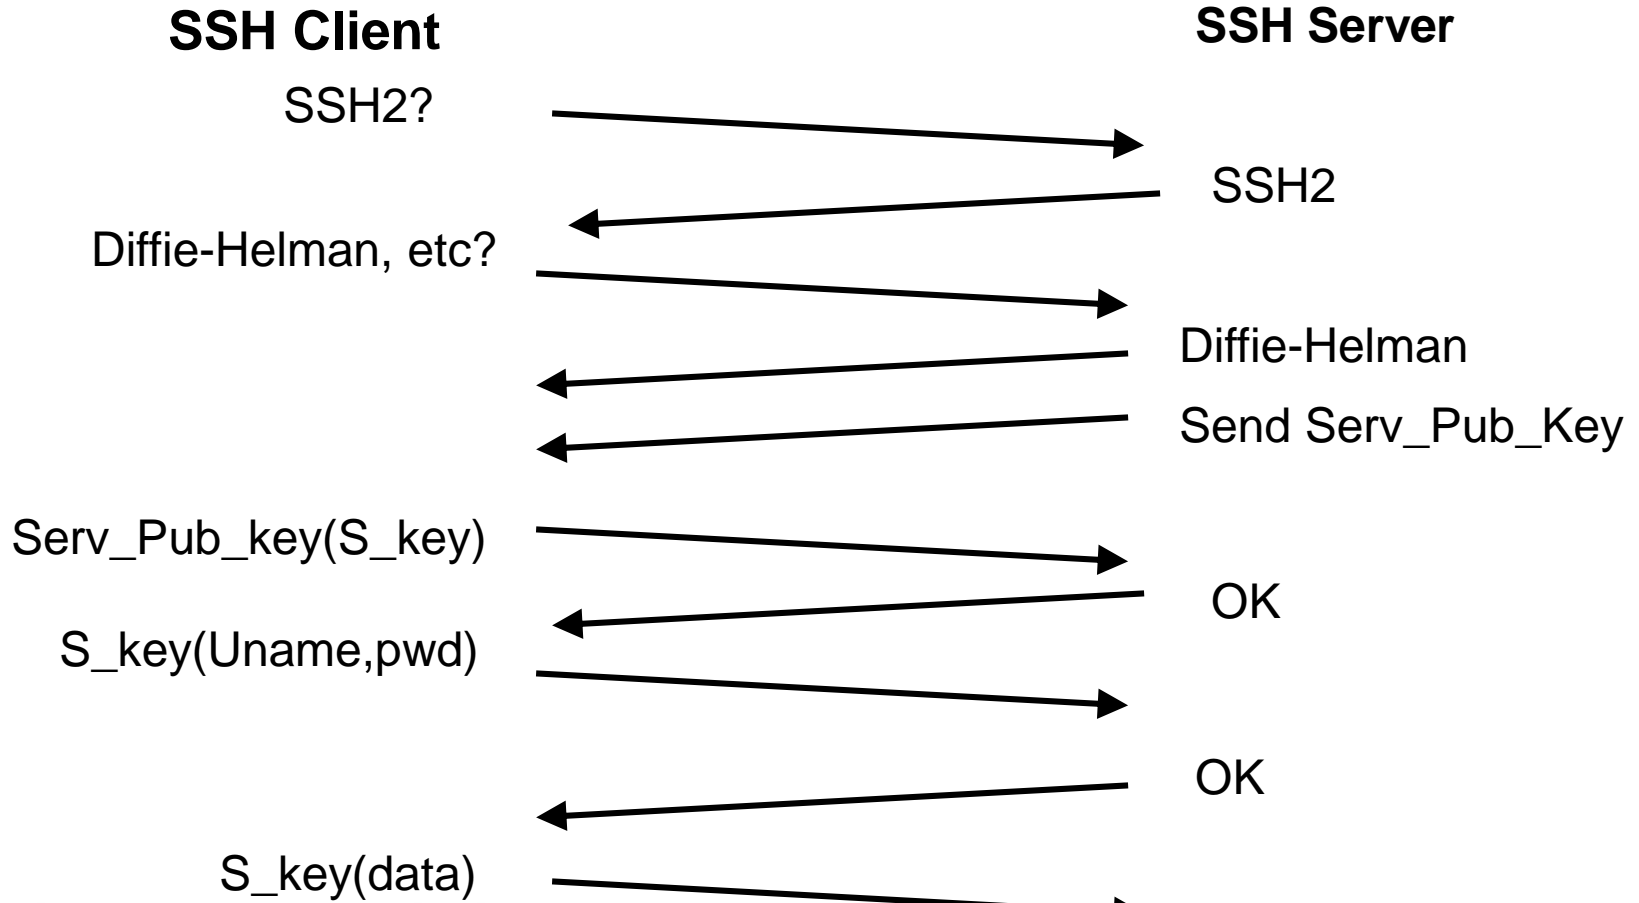 SSH Client
SSH Server
SSH2?
SSH2
Diffie-Helman, etc?
Diffie-Helman
Send Serv_Pub_Key
Serv_Pub_key(S_key)
OK
S_key(Uname,pwd)
OK
S_key(data)